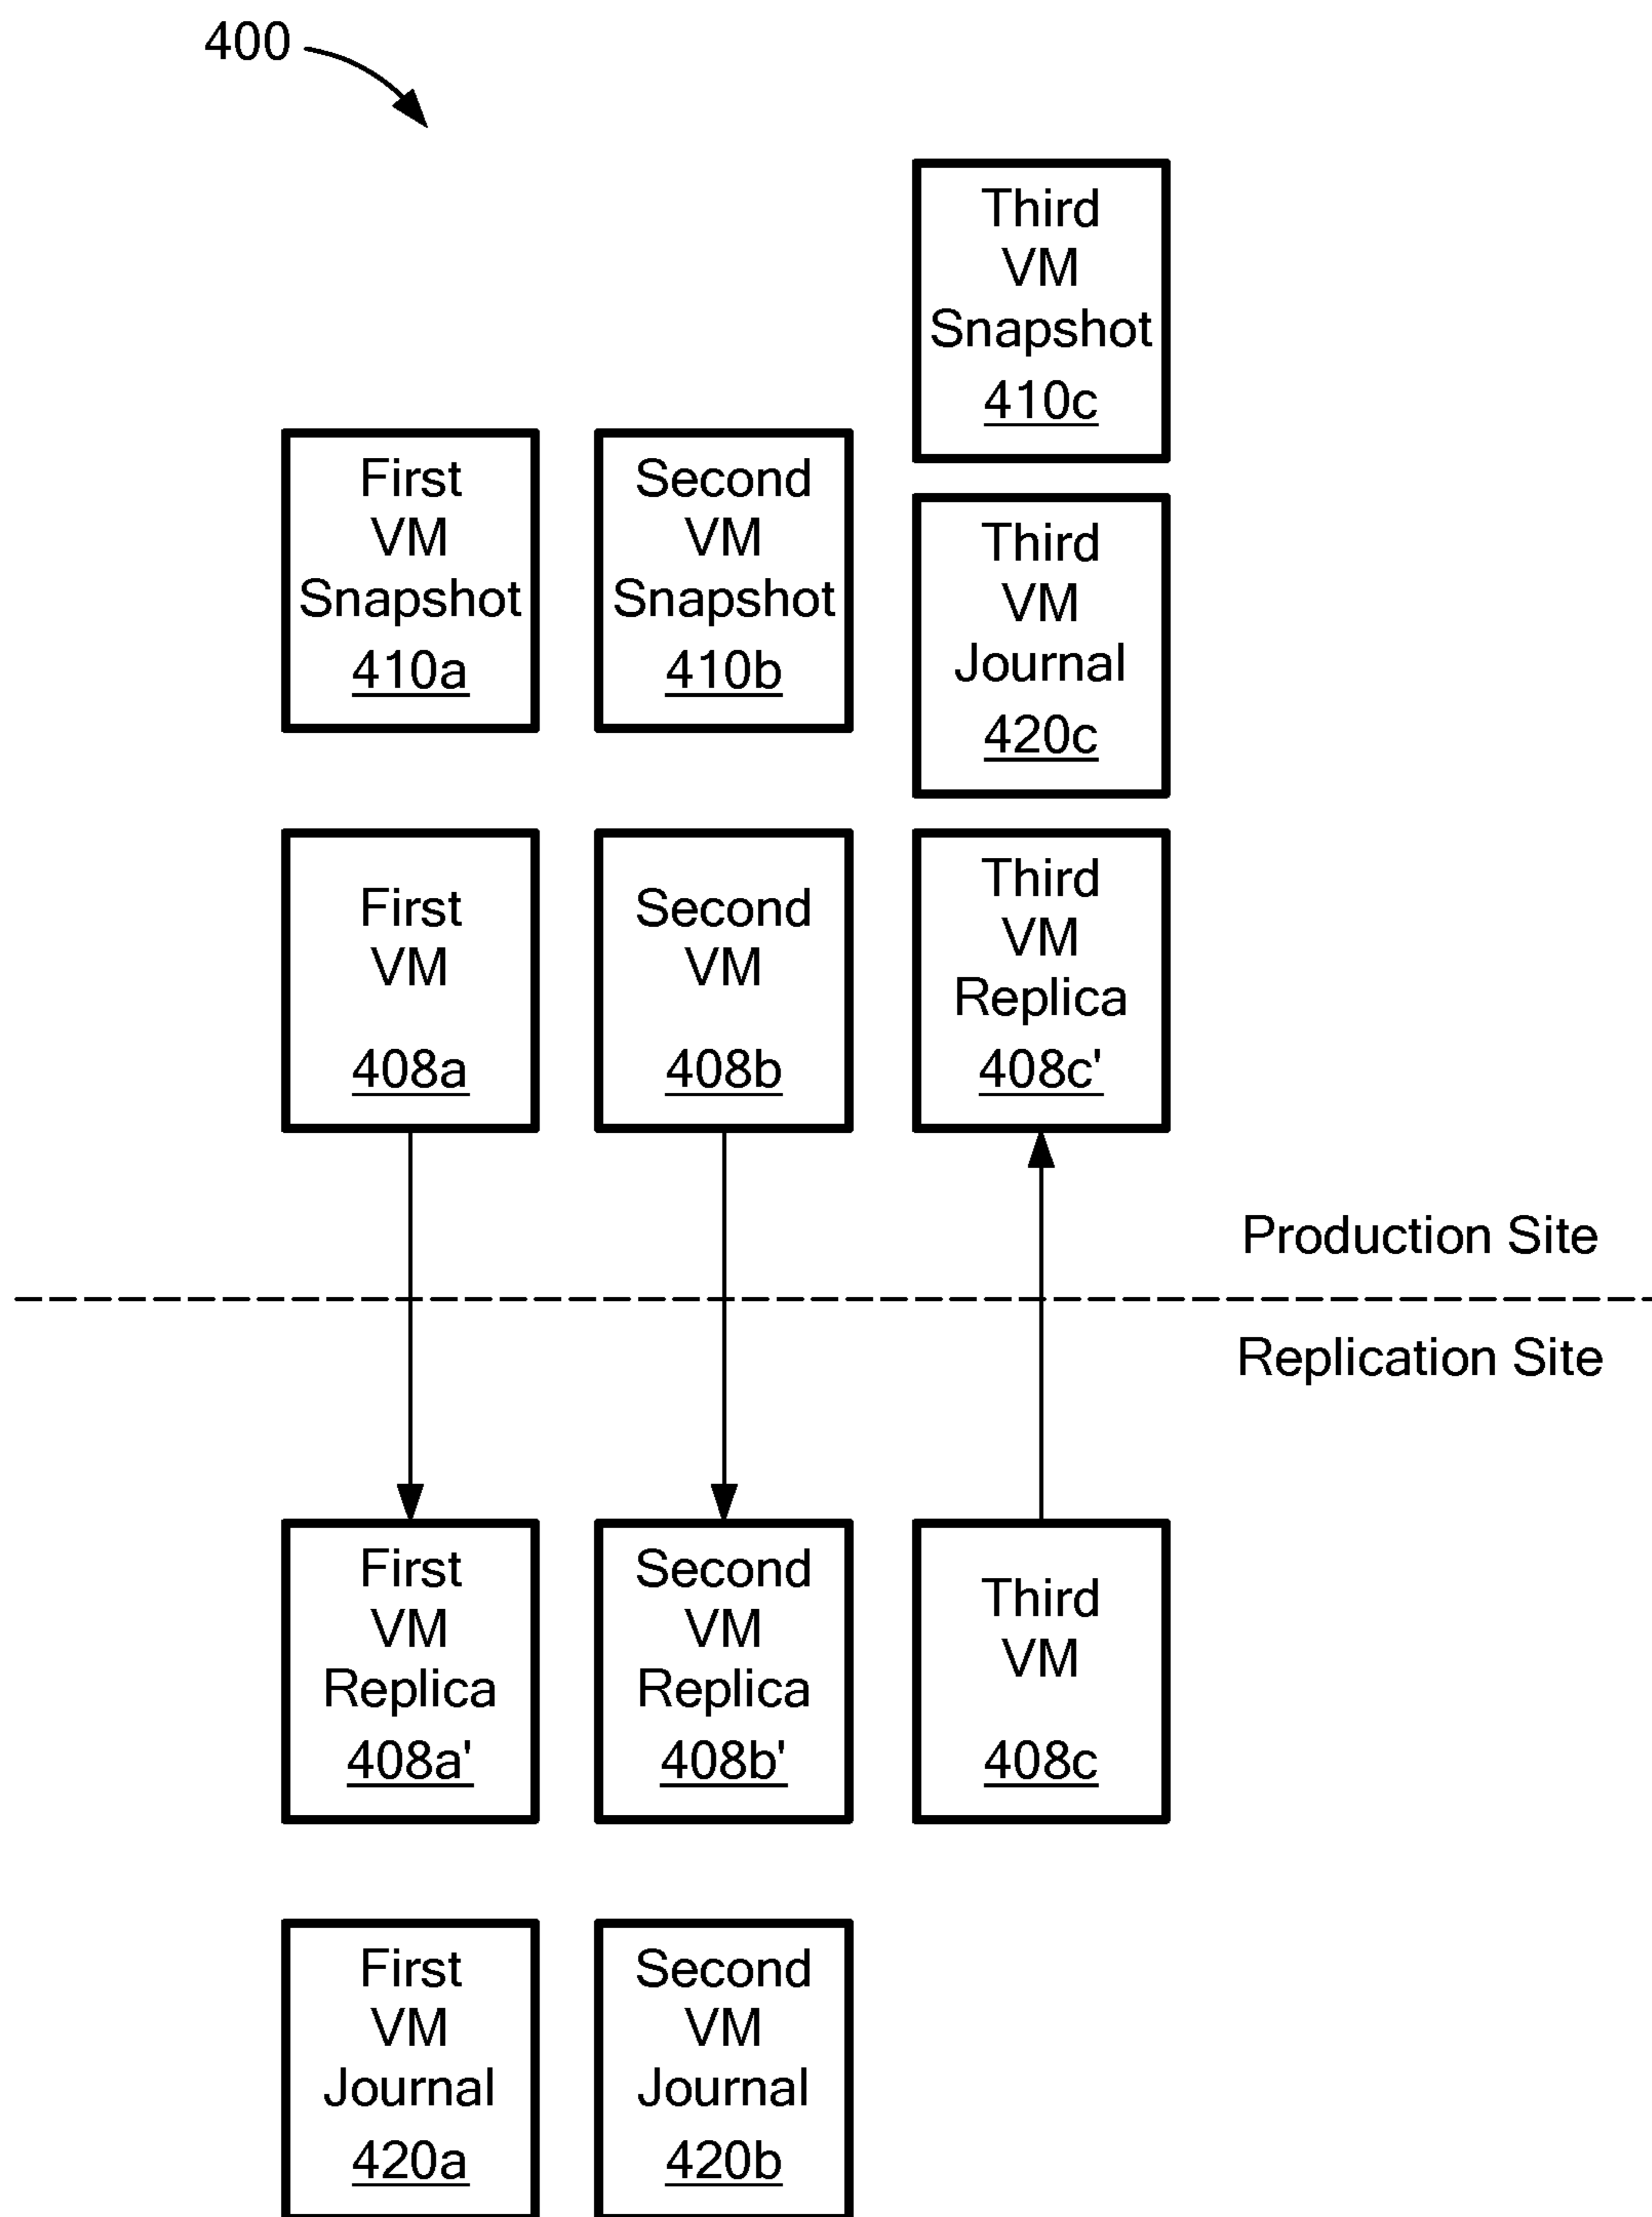 400
Third
VM
Snapshot
410c
First
VM
Snapshot
410a
Second
VM
Snapshot
410b
Third
VM
Journal
420c
First
VM
408a
Second
VM
408b
Third
VM
Replica
408c'
Production Site
Replication Site
First
VM
Replica
408a'
Second
VM
Replica
408b'
Third
VM
408c
First
VM
Journal
420a
Second
VM
Journal
420b